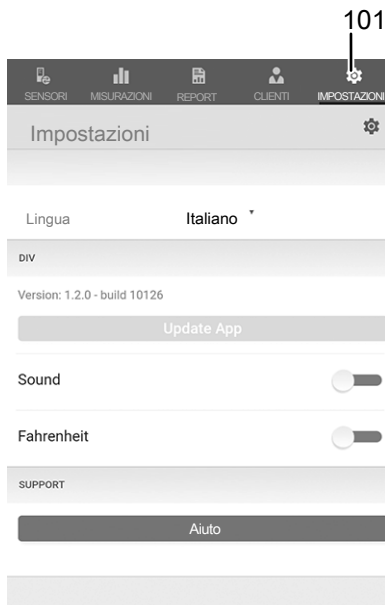 101
SENSORI MISURAZIONI REPORT CLIENTI IMPOSTAZIONI
Impostazioni
Lingua Italiano
DIV
Version: 1.2.0 - build 10126
Update App
Sound
Fahrenheit
SUPPORT
Aiuto